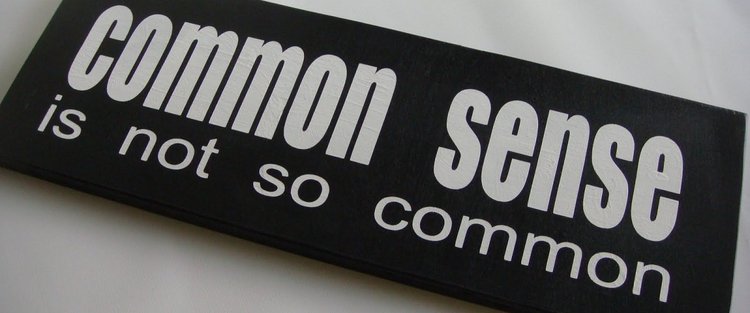 common sense
is not so common